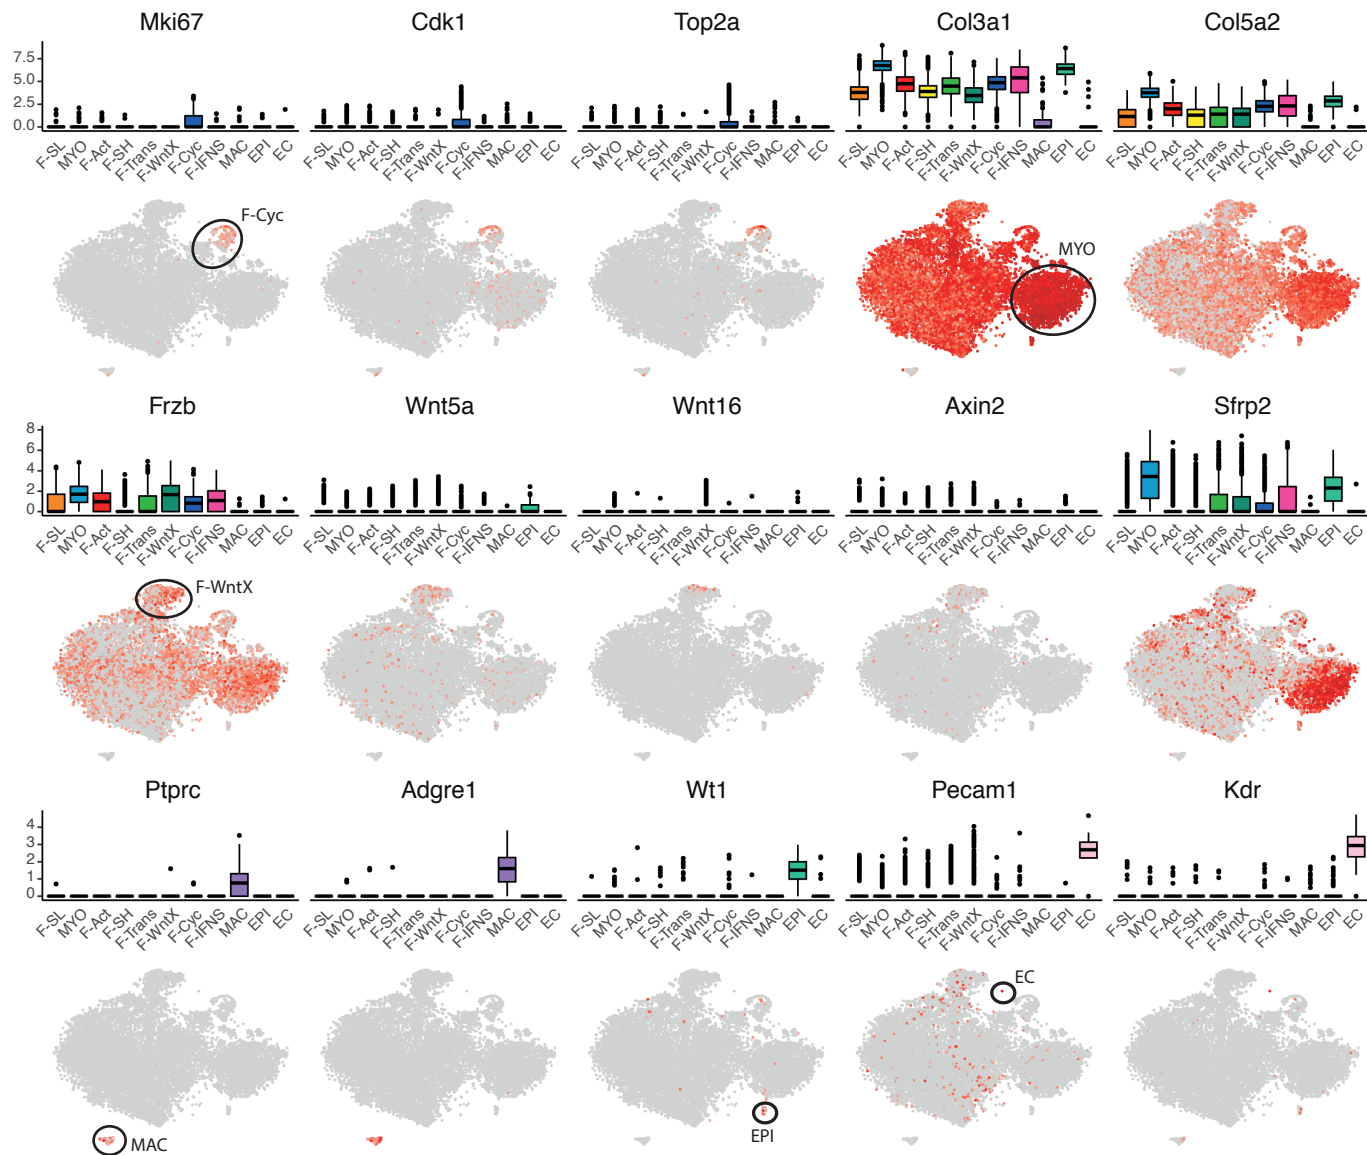 Mki67 Cdk1 Top2a Col3a1 Col5a2
7.5
5.0
2.5
0.0
F-SL MYO F-Act F-SH F-Trans F-WntX F-Cyc F-IFNS MAC EPI EC
F-SL MYO F-Act F-SH F-Trans F-WntX F-Cyc F-IFNS MAC EPI EC
F-SL MYO F-Act F-SH F-Trans F-WntX F-Cyc F-IFNS MAC EPI EC
F-SL MYO F-Act F-SH F-Trans F-WntX F-Cyc F-IFNS MAC EPI EC
F-SL MYO F-Act F-SH F-Trans F-WntX F-Cyc F-IFNS MAC EPI EC
F-Cyc
MYO
Frzb Wnt5a Wnt16 Axin2 Sfrp2
8
6
4
2
0
F-SL MYO F-Act F-SH F-Trans F-WntX F-Cyc F-IFNS MAC EPI EC
F-SL MYO F-Act F-SH F-Trans F-WntX F-Cyc F-IFNS MAC EPI EC
F-SL MYO F-Act F-SH F-Trans F-WntX F-Cyc F-IFNS MAC EPI EC
F-SL MYO F-Act F-SH F-Trans F-WntX F-Cyc F-IFNS MAC EPI EC
F-SL MYO F-Act F-SH F-Trans F-WntX F-Cyc F-IFNS MAC EPI EC
F-WntX
Ptprc Adgre1 Wt1 Pecam1 Kdr
4
3
2
1
0
F-SL MYO F-Act F-SH F-Trans F-WntX F-Cyc F-IFNS MAC EPI EC
F-SL MYO F-Act F-SH F-Trans F-WntX F-Cyc F-IFNS MAC EPI EC
F-SL MYO F-Act F-SH F-Trans F-WntX F-Cyc F-IFNS MAC EPI EC
F-SL MYO F-Act F-SH F-Trans F-WntX F-Cyc F-IFNS MAC EPI EC
F-SL MYO F-Act F-SH F-Trans F-WntX F-Cyc F-IFNS MAC EPI EC
EC
MAC
EPI